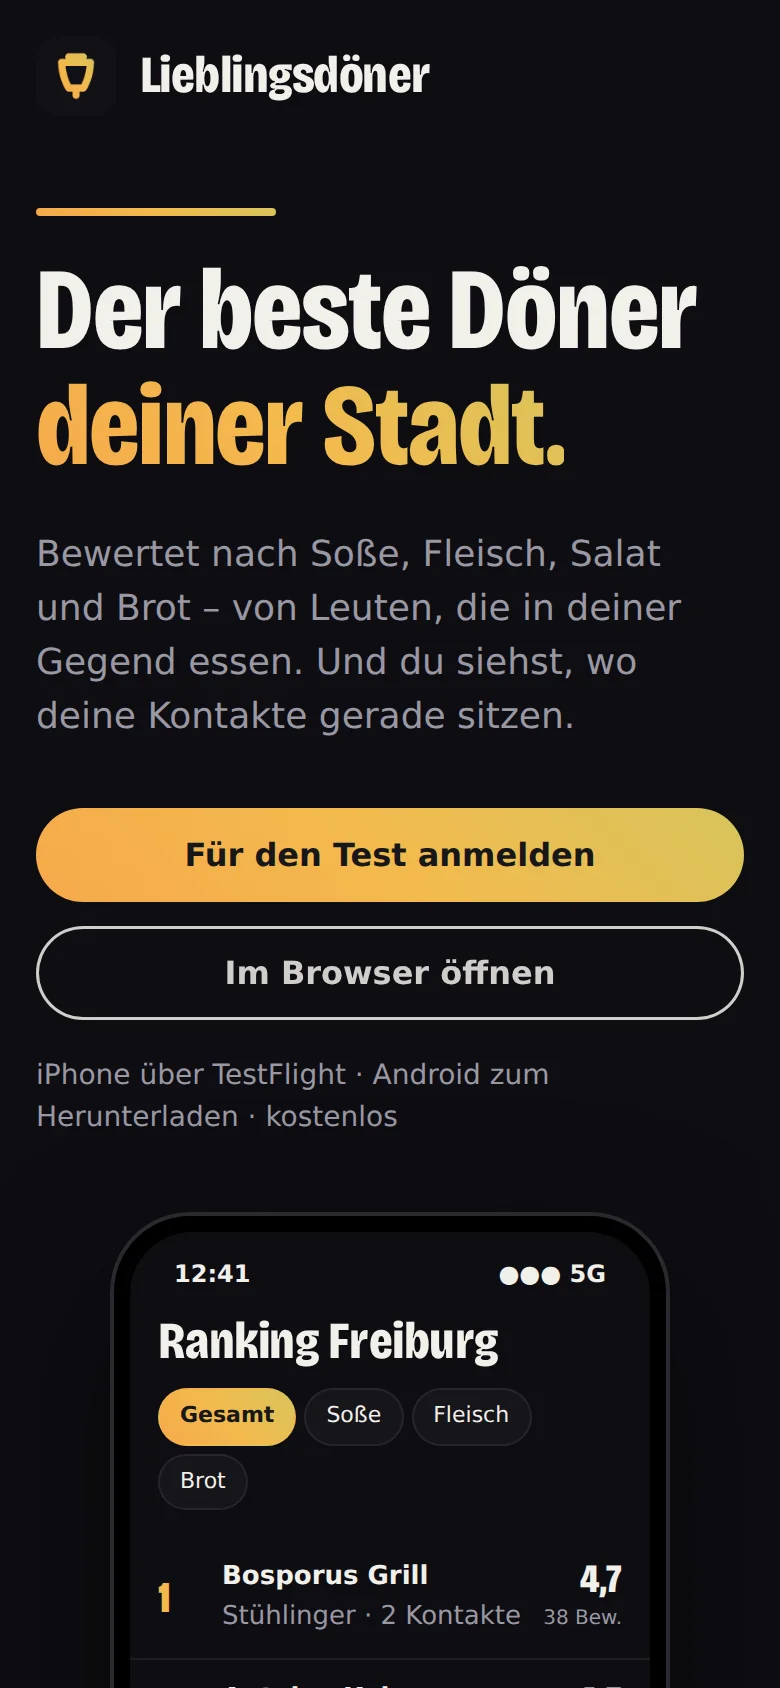 Lieblingsdöner
Der beste Döner
deiner Stadt.
Bewertet nach Soße, Fleisch, Salat
und Brot – von Leuten, die in deiner
Gegend essen. Und du siehst, wo
deine Kontakte gerade sitzen.
Für den Test anmelden
Im Browser öffnen
iPhone über TestFlight · Android zum
Herunterladen · kostenlos
12:41 ●●● 5G
Ranking Freiburg
Gesamt Soße Fleisch
Brot
1 Bosporus Grill 4,7
Stühlinger · 2 Kontakte 38 Bew.